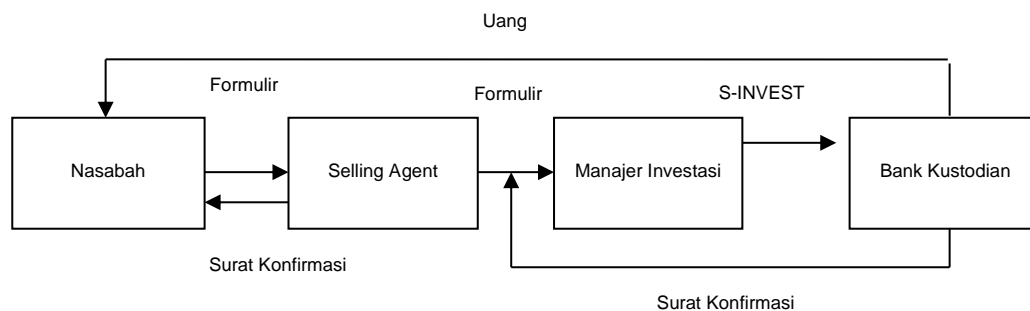 Uang
Formulir
Formulir
S-INVEST
Nasabah
Selling Agent
Manajer Investasi
Bank Kustodian
Surat Konfirmasi
Surat Konfirmasi